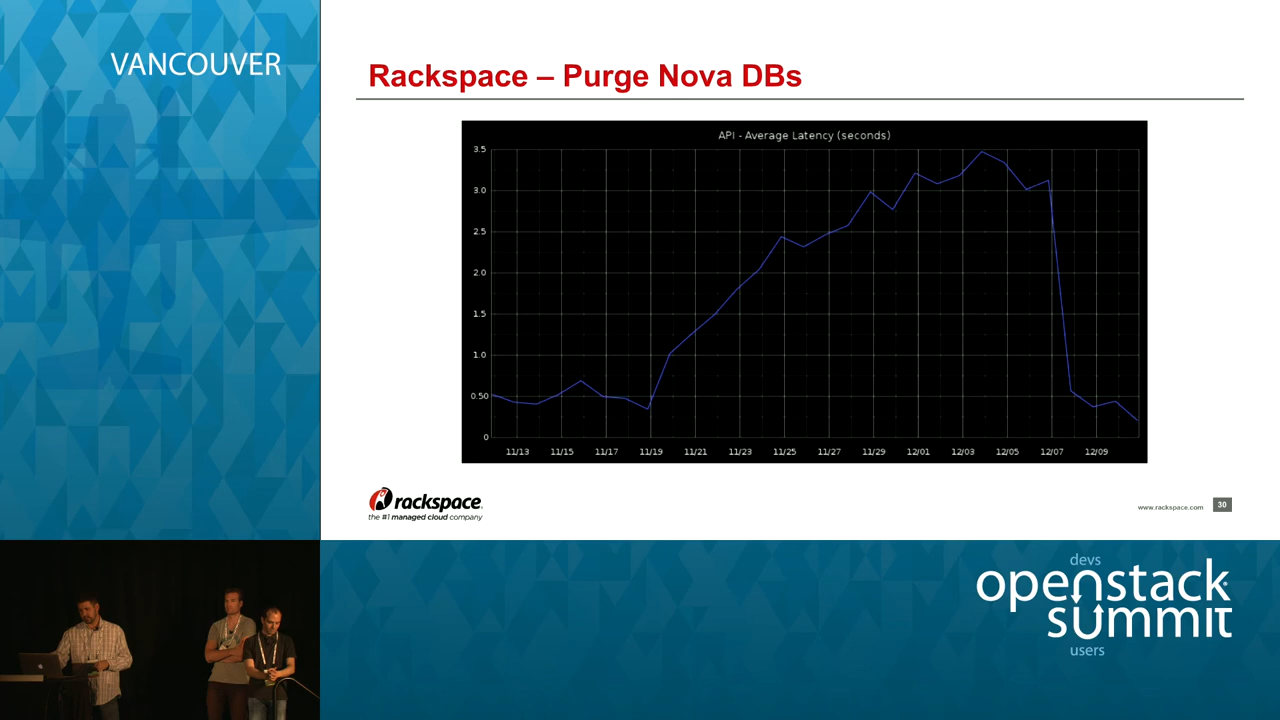 VANCOUVER
Rackspace – Purge Nova DBs
API - Average Latency (seconds)
3.5
3.0
2.5
2.0
1.5
1.0
0.50
0
11/13 11/15 11/17 11/19 11/21 11/23 11/25 11/27 11/29 12/01 12/03 12/05 12/07 12/09
rackspace
the #1 managed cloud company
www.rackspace.com 30
devs
openstack
summit
users